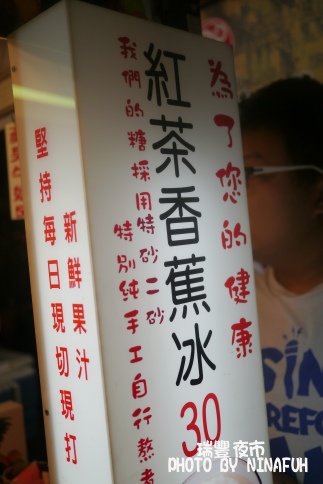 為了您的健康
紅茶香蕉冰 30
我們的糖採用特砂二砂
特別純手工自行熬煮
新鮮果汁
堅持每日現切現打
瑞豐夜市
PHOTO BY NINAFUH